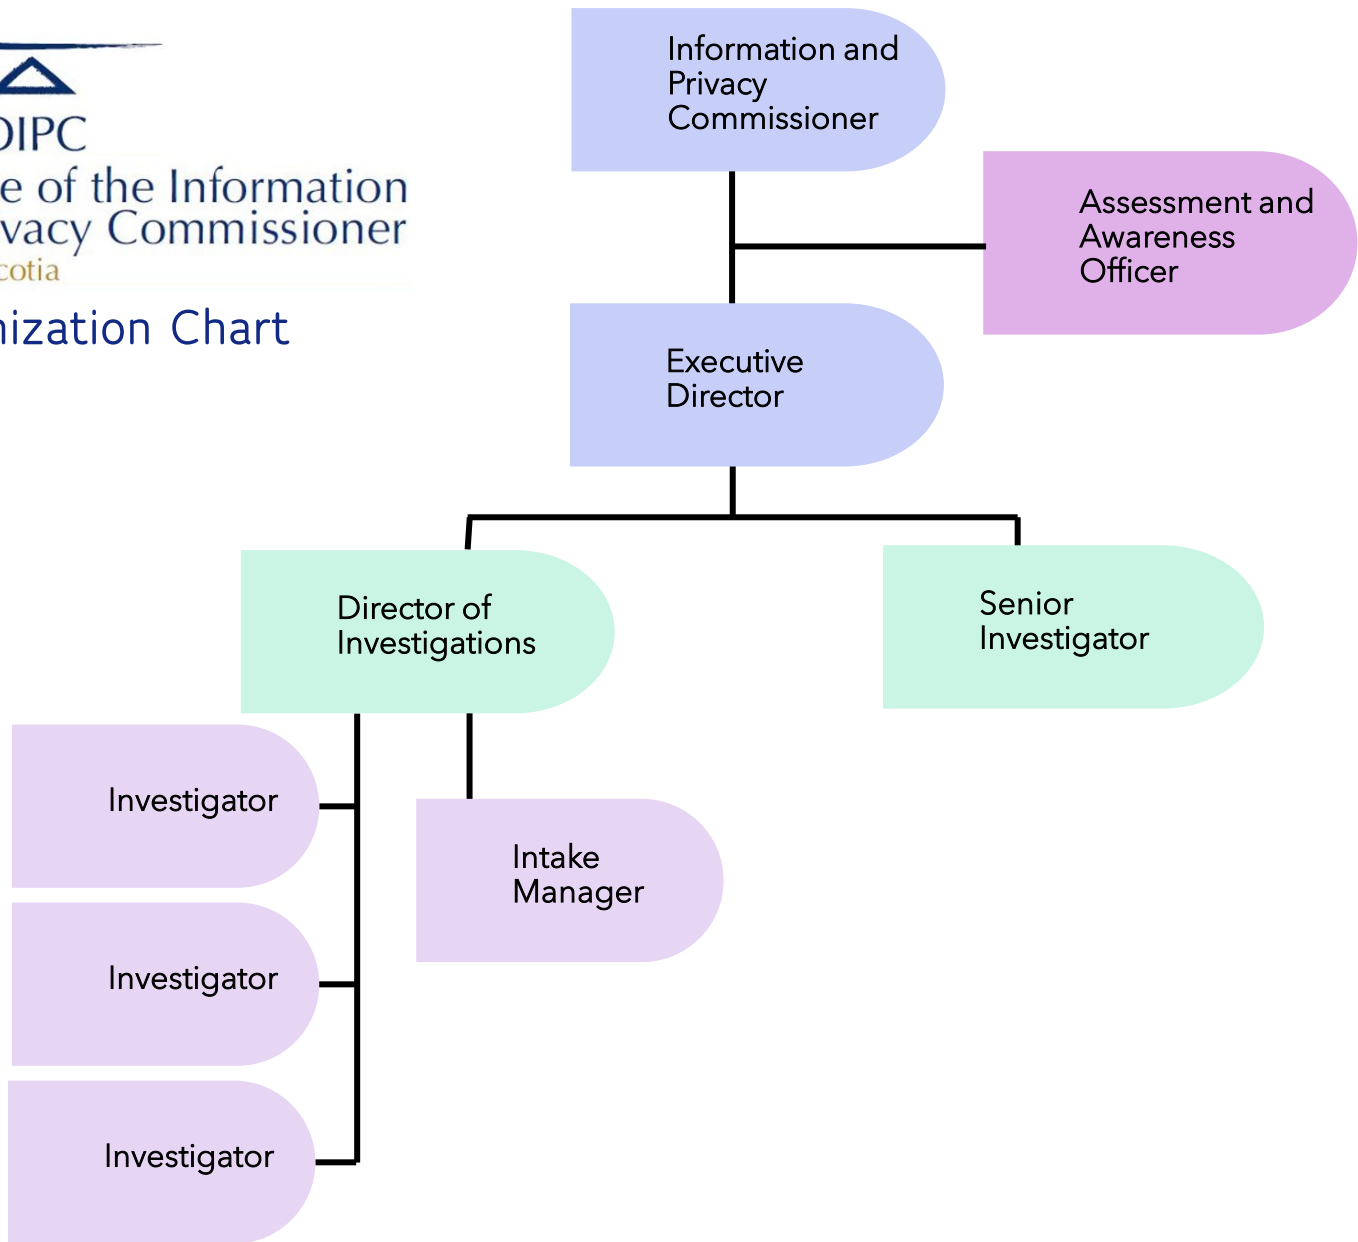 OIPC
e of the Information
vacy Commissioner
cotia
nization Chart
Information and
Privacy
Commissioner
Assessment and
Awareness
Officer
Executive
Director
Director of
Investigations
Senior
Investigator
Investigator
Intake
Manager
Investigator
Investigator